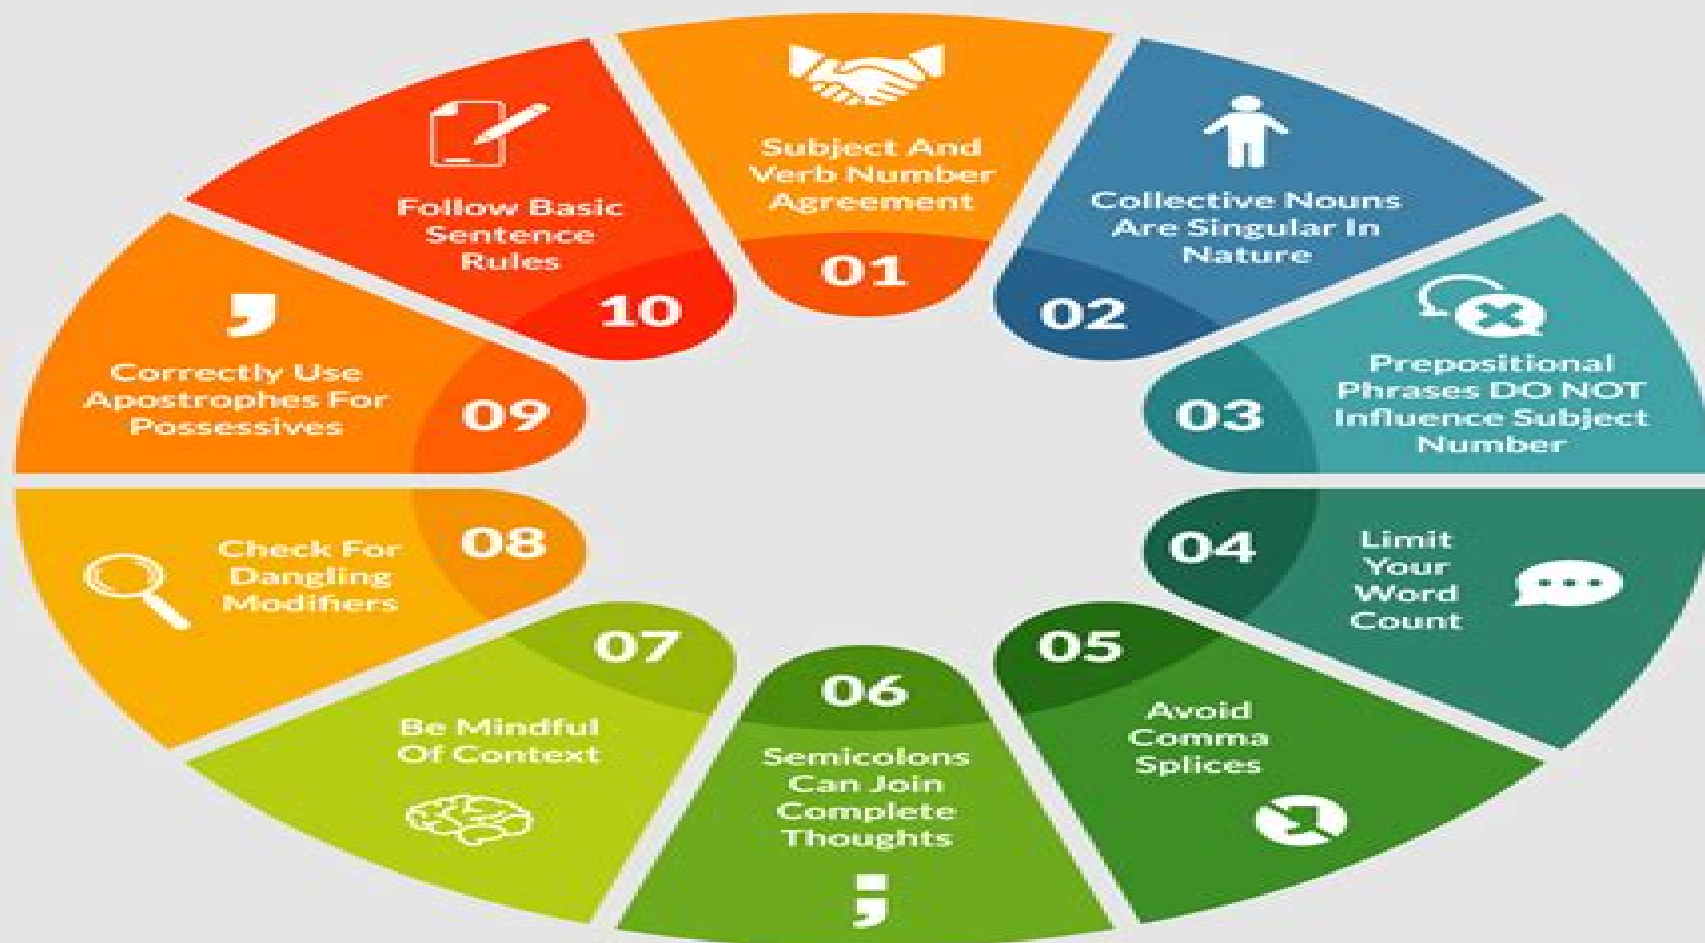 Subject And
Verb Number
Agreement
01
Collective Nouns
Are Singular In
Nature
02
Prepositional
Phrases DO NOT
Influence Subject
Number
03
Limit
Your
Word
Count
04
Avoid
Comma
Splices
05
Semicolons
Can Join
Complete
Thoughts
;
06
Be Mindful
Of Context
07
Check For
Dangling
Modifiers
08
Correctly Use
Apostrophes For
Possessives
09
Follow Basic
Sentence
Rules
10